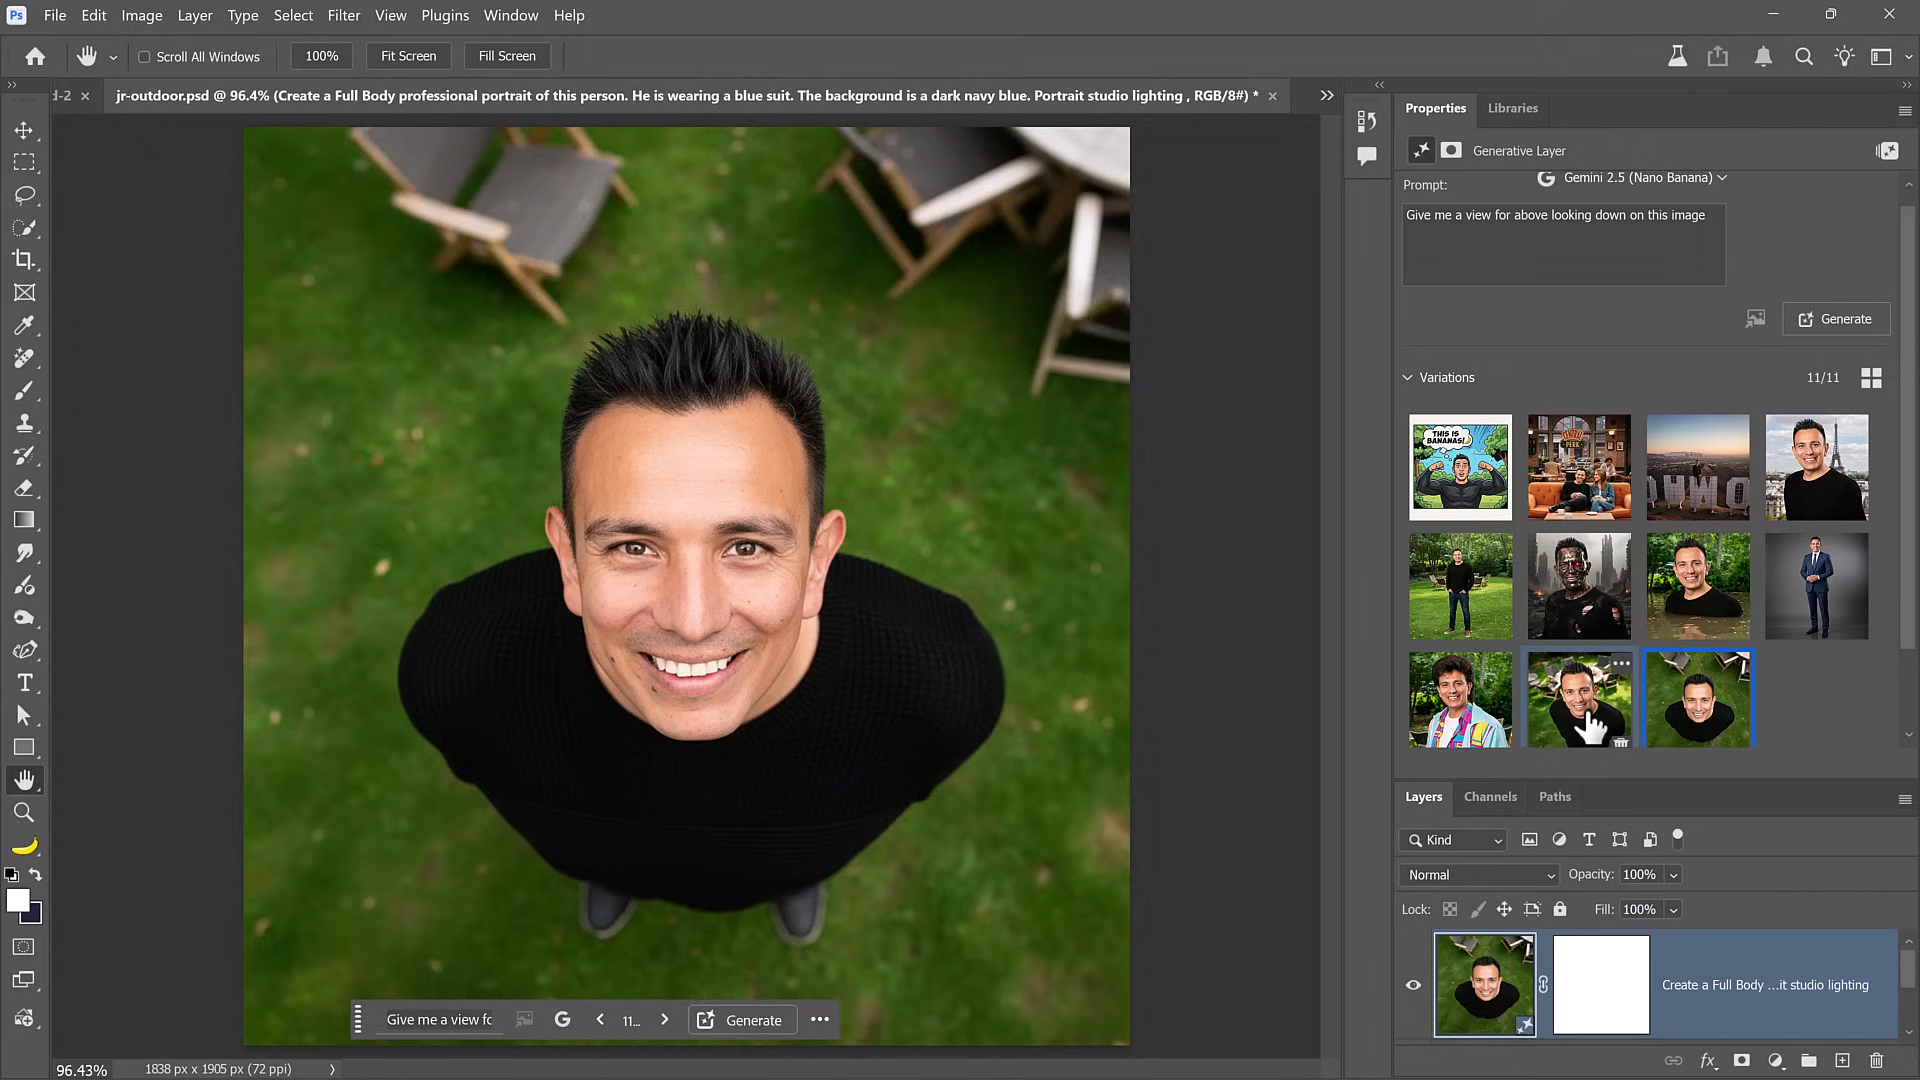 Ps File Edit Image Layer Type Select Filter View Plugins Window Help
Scroll All Windows 100% Fit Screen Fill Screen
d-2 jr-outdoor.psd @ 96.4% (Create a Full Body professional portrait of this person. He is wearing a blue suit. The background is a dark navy blue. Portrait studio lighting , RGB/8#) *
Properties Libraries
Generative Layer
Prompt: Gemini 2.5 (Nano Banana)
Give me a view for above looking down on this image
Generate
Variations 11/11
THIS IS
BANANAS!
CENTRAL
PERK
Layers Channels Paths
Kind
Normal Opacity: 100%
Lock: Fill: 100%
Create a Full Body ...it studio lighting
Give me a view fo 11... Generate
96.43% 1838 px x 1905 px (72 ppi)